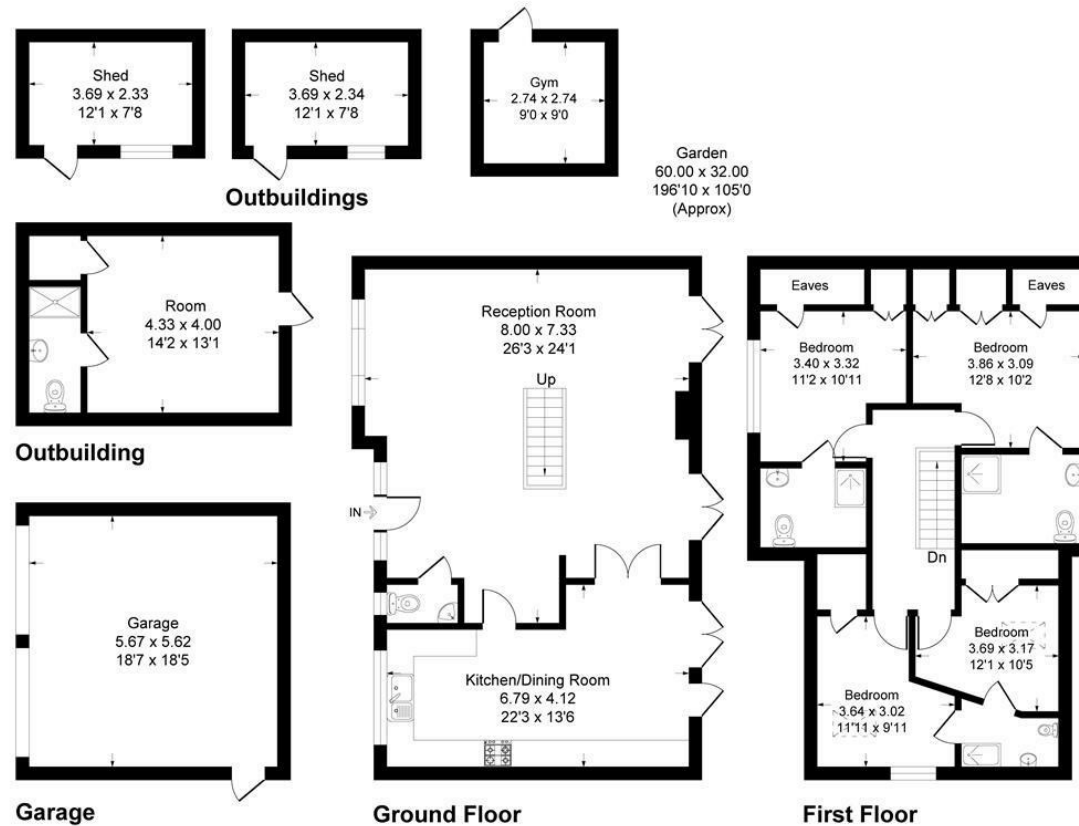 Shed
3.69 x 2.33
12'1 x 7'8
Shed
3.69 x 2.34
12'1 x 7'8
Gym
2.74 x 2.74
9'0 x 9'0
Garden
60.00 x 32.00
196'10 x 105'0
(Approx)
Outbuildings
Room
4.33 x 4.00
14'2 x 13'1
Outbuilding
Garage
5.67 x 5.62
18'7 x 18'5
Garage
Reception Room
8.00 x 7.33
26'3 x 24'1
Up
IN
Kitchen/Dining Room
6.79 x 4.12
22'3 x 13'6
Ground Floor
Eaves
Eaves
Bedroom
3.40 x 3.32
11'2 x 10'11
Bedroom
3.86 x 3.09
12'8 x 10'2
Dn
Bedroom
3.69 x 3.17
12'1 x 10'5
Bedroom
3.64 x 3.02
11'11 x 9'11
First Floor